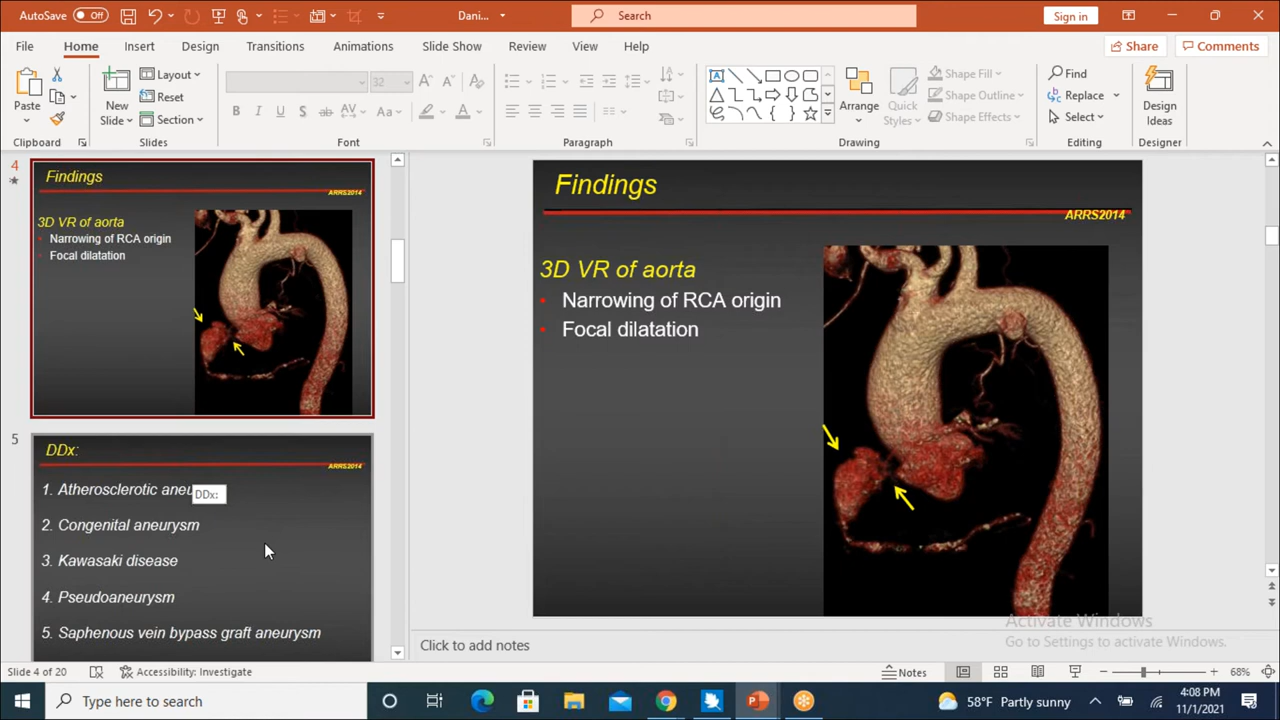 AutoSave Off Dani... Search Sign in
File Home Insert Design Transitions Animations Slide Show Review View Help Share Comments
Paste New Slide Layout Reset Section 32 Arrange Quick Styles Shape Fill Shape Outline Shape Effects Find Replace Select Design Ideas
Clipboard Slides Font Paragraph Drawing Editing Designer
4
Findings
ARRS2014
3D VR of aorta
• Narrowing of RCA origin
• Focal dilatation
5
DDx:
ARRS2014
1. Atherosclerotic aneu
DDx:
2. Congenital aneurysm
3. Kawasaki disease
4. Pseudoaneurysm
5. Saphenous vein bypass graft aneurysm
Findings
ARRS2014
3D VR of aorta
• Narrowing of RCA origin
• Focal dilatation
Activate Windows
Go to Settings to activate Windows.
Click to add notes
Slide 4 of 20 Accessibility: Investigate Notes 68%
Type here to search 58°F Partly sunny 4:08 PM
11/1/2021